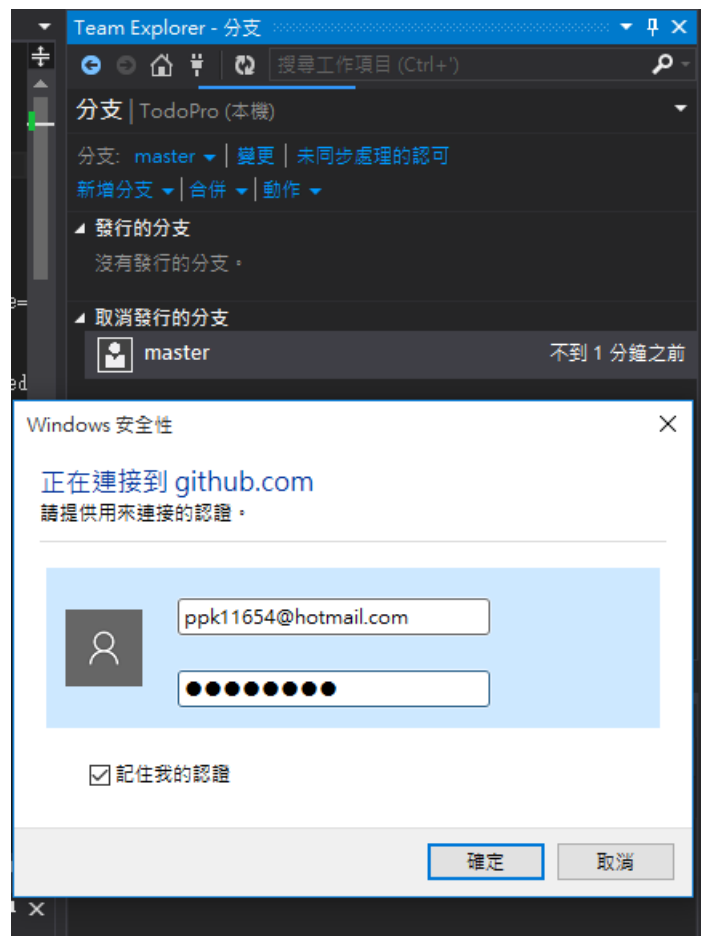 Team Explorer - 分支
搜尋工作項目 (Ctrl+')
分支 | TodoPro (本機)
分支: master | 變更 | 未同步處理的認可
新增分支 | 合併 | 動作
發行的分支
沒有發行的分支。
e=
取消發行的分支
master 不到 1 分鐘之前
ed
Windows 安全性
正在連接到 github.com
請提供用來連接的認證。
ppk11654@hotmail.com
●●●●●●●●
記住我的認證
確定 取消